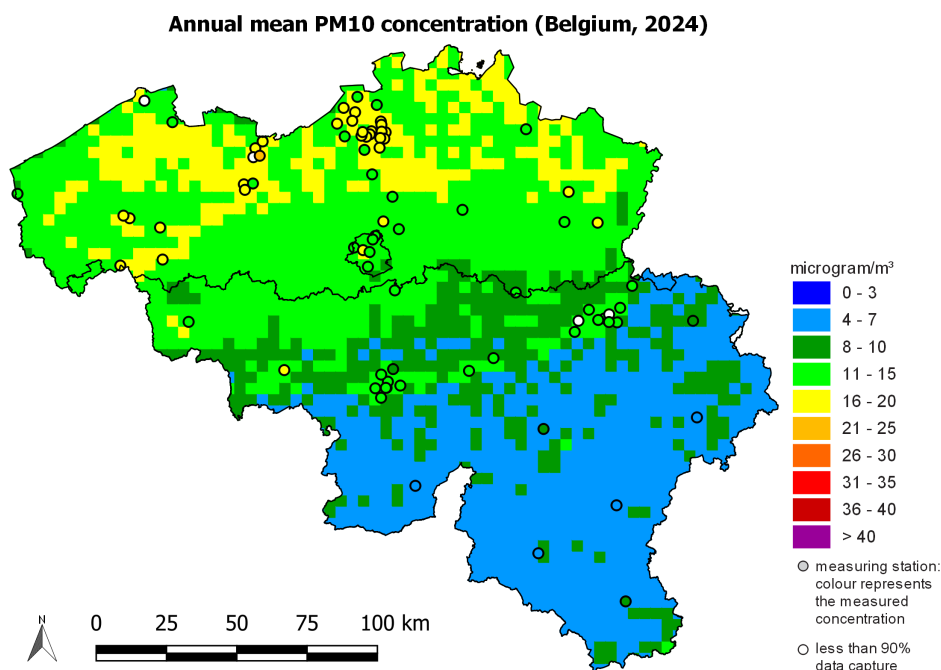 Annual mean PM10 concentration (Belgium, 2024)
microgram/m³
0 - 3
4 - 7
8 - 10
11 - 15
16 - 20
21 - 25
26 - 30
31 - 35
36 - 40
> 40
measuring station:
colour represents
the measured
concentration
less than 90%
data capture
N
0 25 50 75 100 km